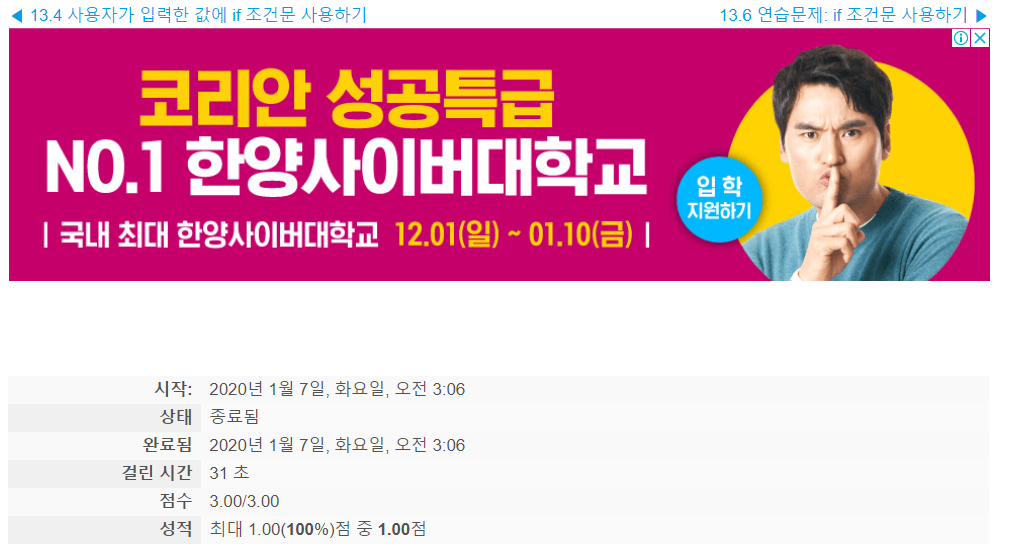 ◀ 13.4 사용자가 입력한 값에 if 조건문 사용하기
13.6 연습문제: if 조건문 사용하기 ▶
코리안 성공특급
NO.1 한양사이버대학교
| 국내 최대 한양사이버대학교 12.01(일) ~ 01.10(금) |
입학
지원하기
시작: 2020년 1월 7일, 화요일, 오전 3:06
상태 종료됨
완료됨 2020년 1월 7일, 화요일, 오전 3:06
걸린 시간 31 초
점수 3.00/3.00
성적 최대 1.00(100%)점 중 1.00점